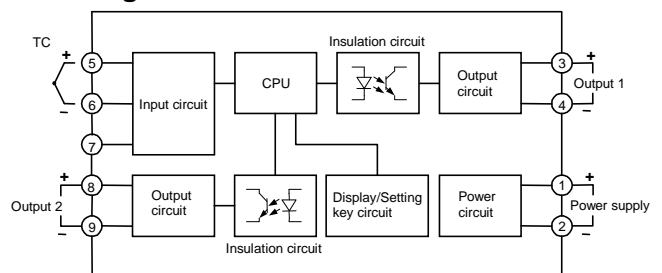 TC
+
5
−
6
7
Input circuit
CPU
Insulation circuit
Output
circuit
3
+
4
−
Output 1
+
8
Output 2
−
9
Output
circuit
Insulation circuit
Display/Setting
key circuit
Power
circuit
1
+
Power supply
2
−